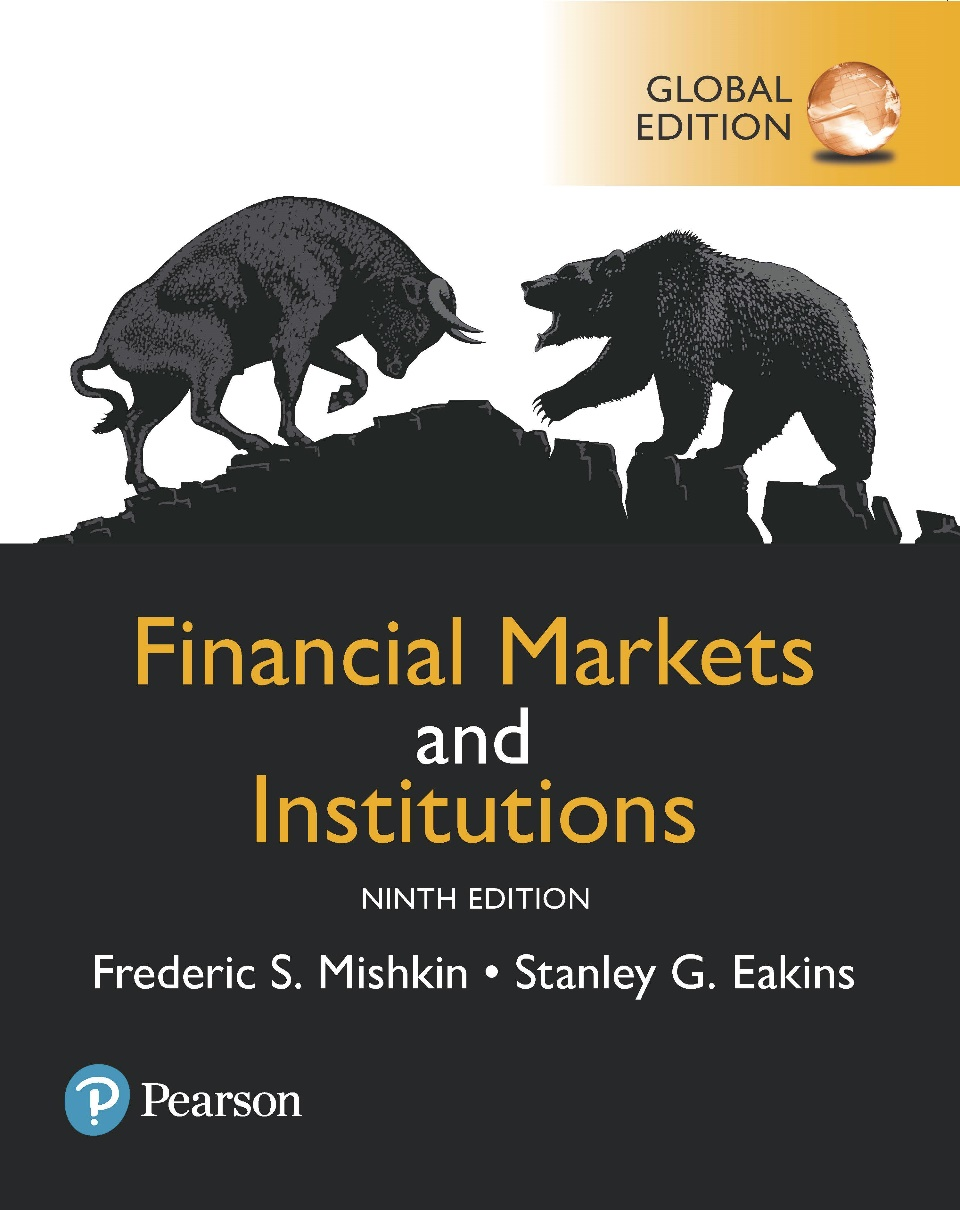 GLOBAL
EDITION
Financial Markets
and
Institutions
NINTH EDITION
Frederic S. Mishkin • Stanley G. Eakins
Pearson